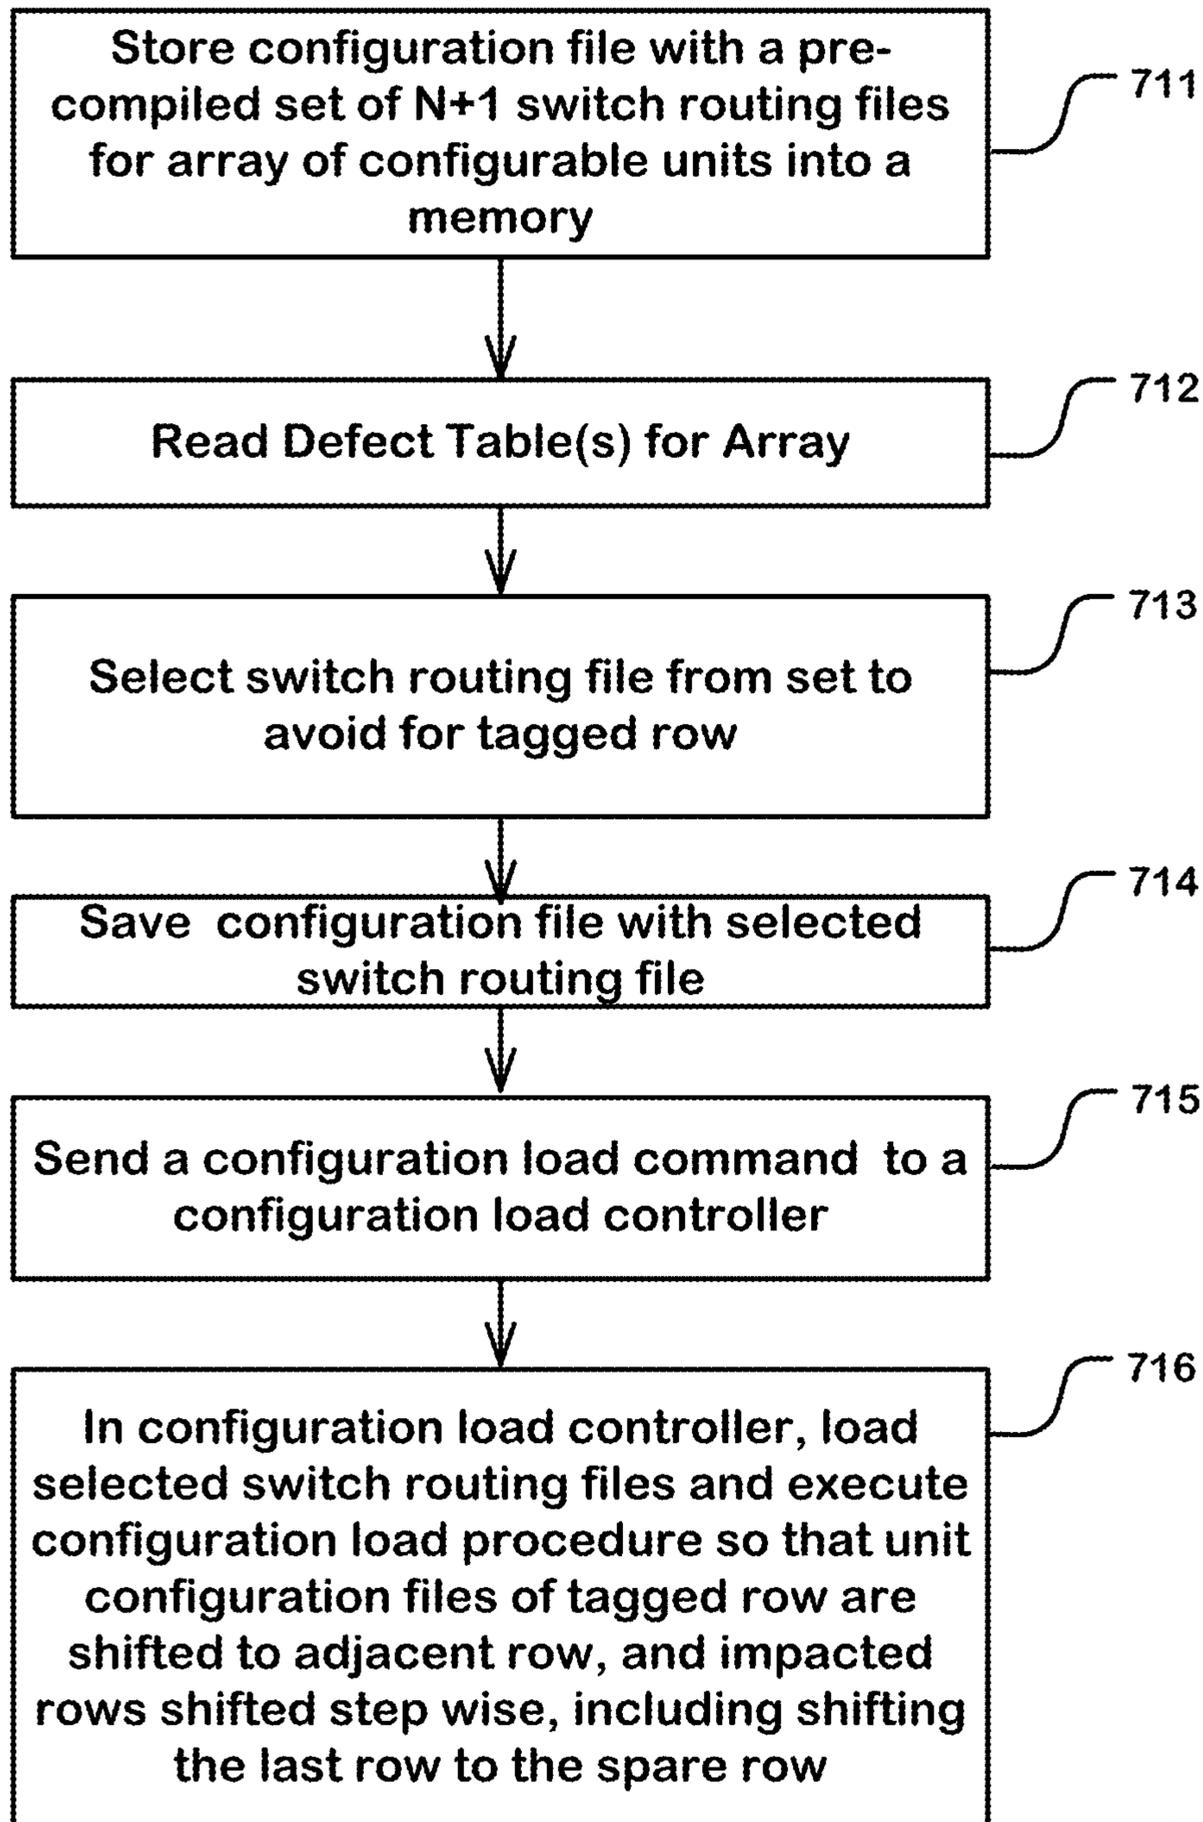 Store configuration file with a pre-
compiled set of N+1 switch routing files
for array of configurable units into a
memory
711
Read Defect Table(s) for Array
712
Select switch routing file from set to
avoid for tagged row
713
Save  configuration file with selected
switch routing file
714
Send a configuration load command  to a
configuration load controller
715
In configuration load controller, load
selected switch routing files and execute
configuration load procedure so that unit
configuration files of tagged row are
shifted to adjacent row, and impacted
rows shifted step wise, including shifting
the last row to the spare row
716